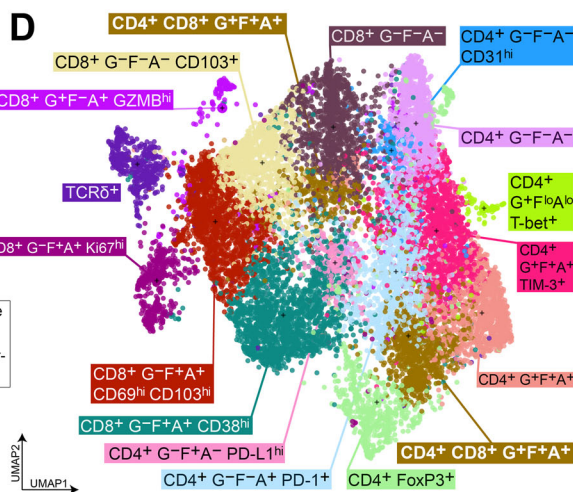 D
CD4⁺ CD8⁺ G⁺F⁺A⁺
CD8⁺ G⁻F⁻A⁻
CD4⁺ G⁻F⁻A⁻
CD31ʰⁱ
CD8⁺ G⁻F⁻A⁻ CD103⁺
CD8⁺ G⁺F⁻A⁺ GZMBʰⁱ
CD4⁺ G⁻F⁻A⁻
TCRδ⁺
CD4⁺
G⁺FˡᵒAˡᵒ
T-bet⁺
D8⁺ G⁻F⁺A⁺ Ki67ʰⁱ
CD4⁺
G⁺F⁺A⁺
TIM-3⁺
CD8⁺ G⁻F⁺A⁺
CD69ʰⁱ CD103ʰⁱ
CD4⁺ G⁺F⁺A⁺
CD8⁺ G⁻F⁺A⁺ CD38ʰⁱ
CD4⁺ G⁻F⁺A⁻ PD-L1ʰⁱ
CD4⁺ CD8⁺ G⁺F⁺A⁺
CD4⁺ G⁻F⁻A⁺ PD-1⁺
CD4⁺ FoxP3⁺
UMAP2
UMAP1